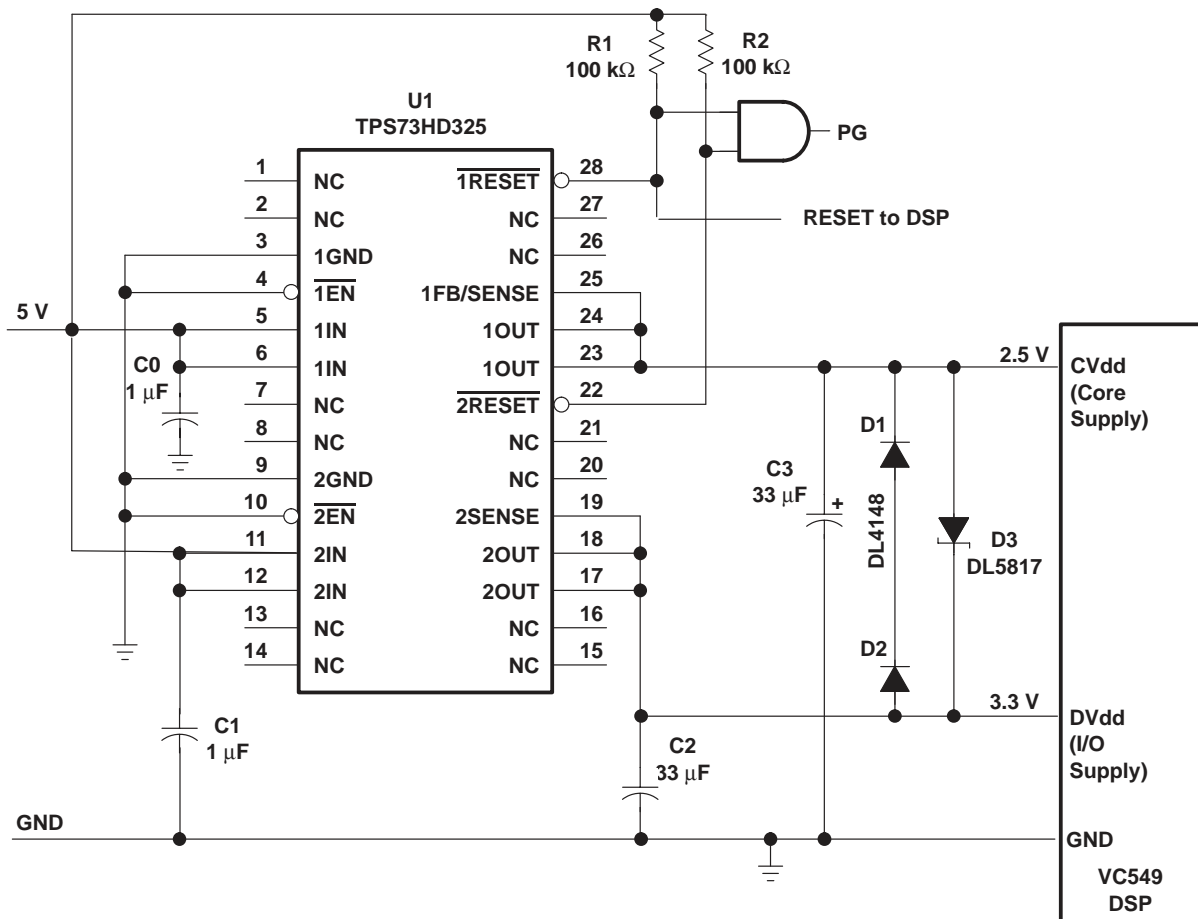 R1
100 kΩ
R2
100 kΩ
U1
TPS73HD325
PG
1
NC
2
NC
3
1GND
4
1EN
5 V
5
1IN
6
1IN
C0
1 µF
7
NC
8
NC
9
2GND
10
2EN
11
2IN
12
2IN
13
NC
14
NC
1RESET
28
NC
27
NC
26
1FB/SENSE
25
1OUT
24
1OUT
23
2RESET
22
NC
21
NC
20
2SENSE
19
2OUT
18
2OUT
17
NC
16
NC
15
RESET to DSP
2.5 V
CVdd
(Core
Supply)
D1
C3
33 µF
+
DL4148
D3
DL5817
D2
3.3 V
DVdd
(I/O
Supply)
C1
1 µF
C2
33 µF
GND
GND
VC549
DSP